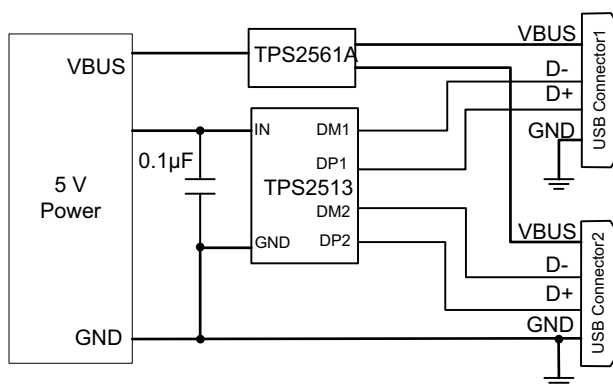 VBUS
TPS2561A
VBUS
D-
D+
GND
USB Connector1
IN
DM1
0.1µF
DP1
5 V
Power
TPS2513
DM2
GND
DP2
VBUS
D-
D+
GND
GND
USB Connector2